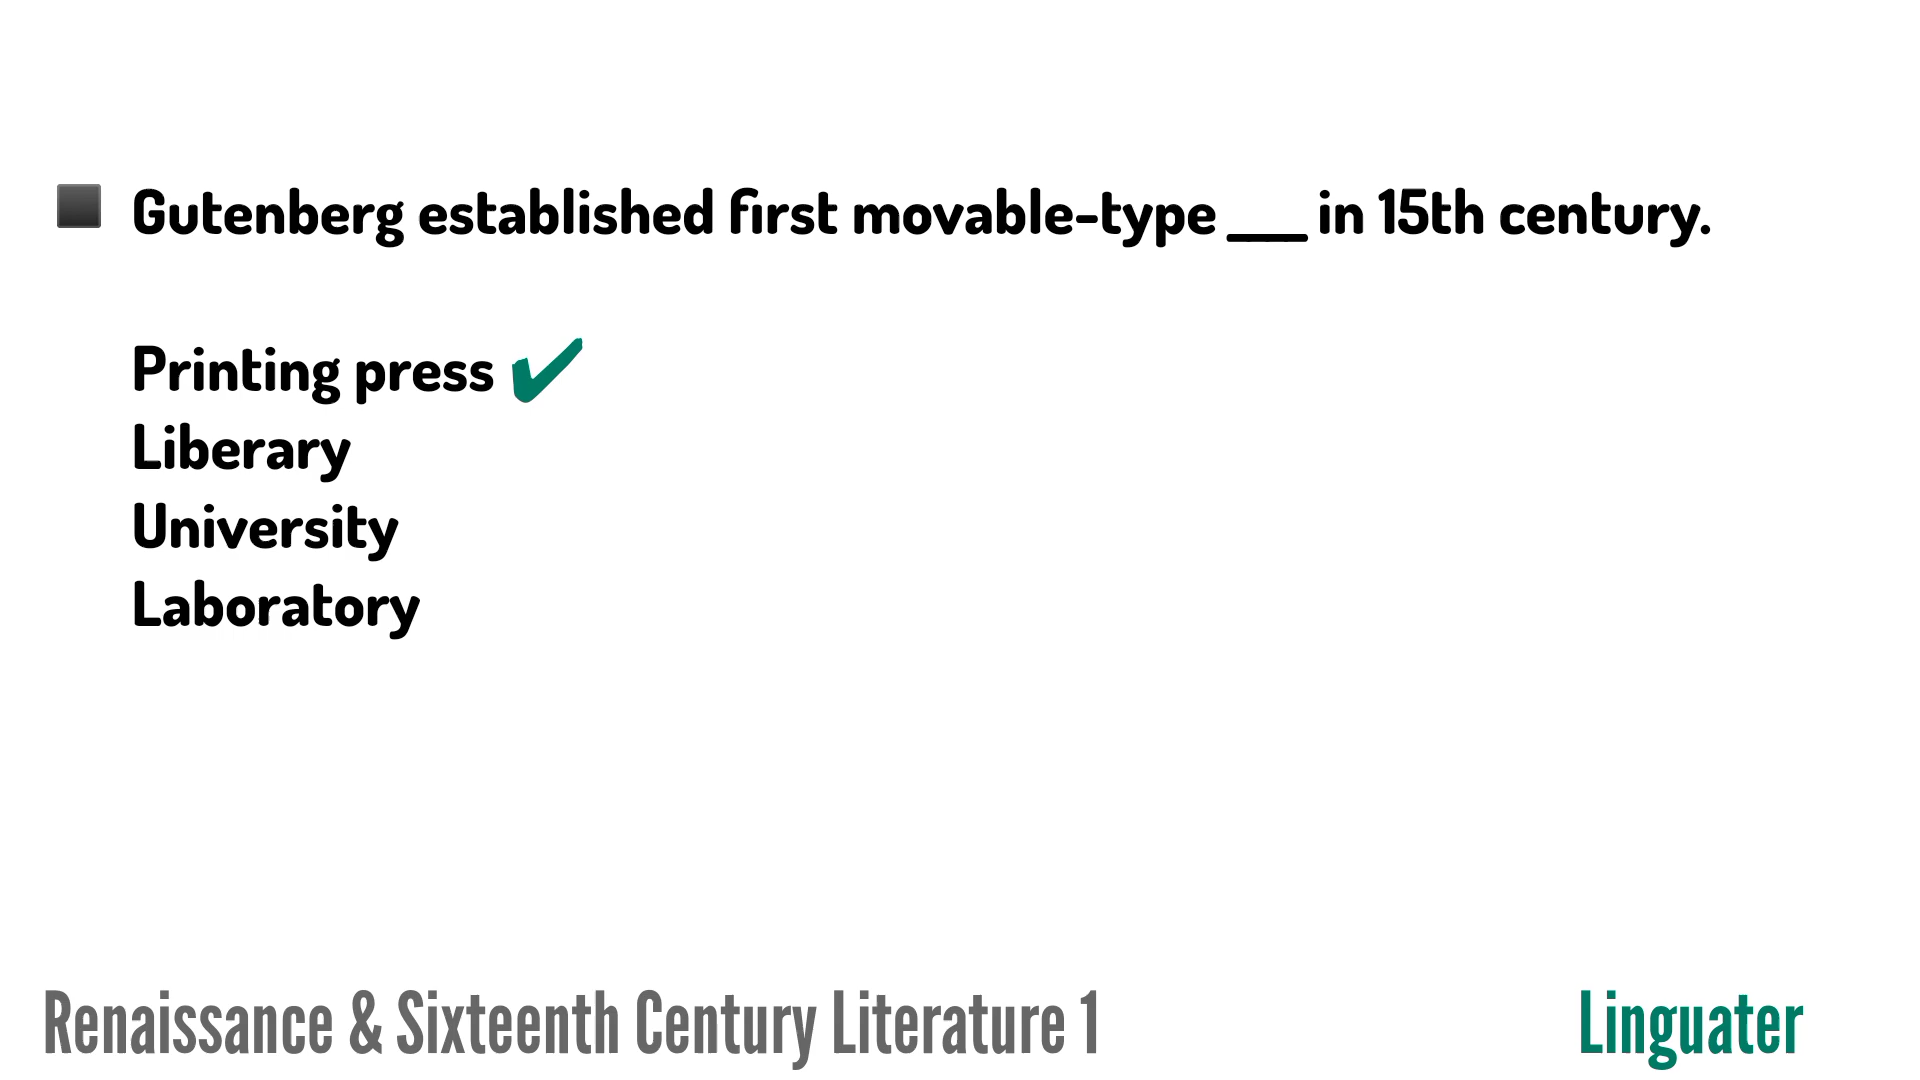 Gutenberg established first movable-type ___ in 15th century.
Printing press ✔
Liberary
University
Laboratory
Renaissance & Sixteenth Century Literature 1
Linguater